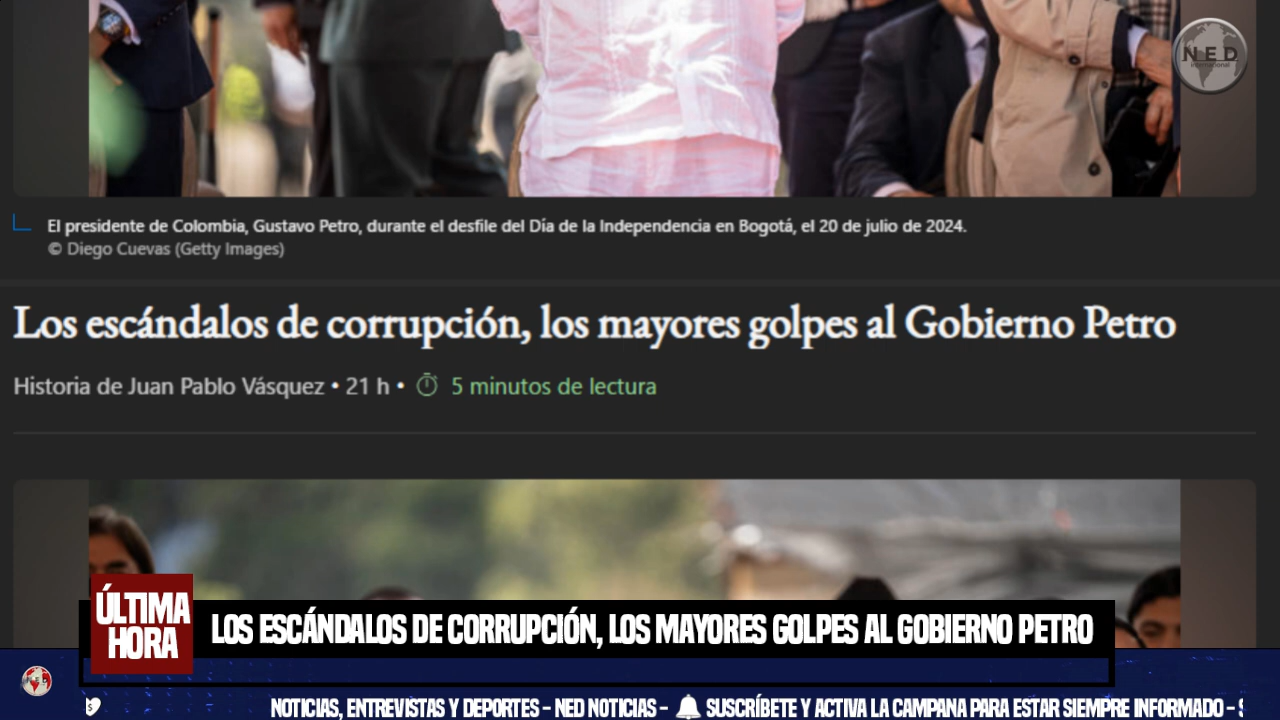 NED
international
El presidente de Colombia, Gustavo Petro, durante el desfile del Día de la Independencia en Bogotá, el 20 de julio de 2024.
© Diego Cuevas (Getty Images)
Los escándalos de corrupción, los mayores golpes al Gobierno Petro
Historia de Juan Pablo Vásquez • 21 h • 5 minutos de lectura
ÚLTIMA
HORA
LOS ESCÁNDALOS DE CORRUPCIÓN, LOS MAYORES GOLPES AL GOBIERNO PETRO
NOTICIAS, ENTREVISTAS Y DEPORTES - NED NOTICIAS - SUSCRÍBETE Y ACTIVA LA CAMPANA PARA ESTAR SIEMPRE INFORMADO -